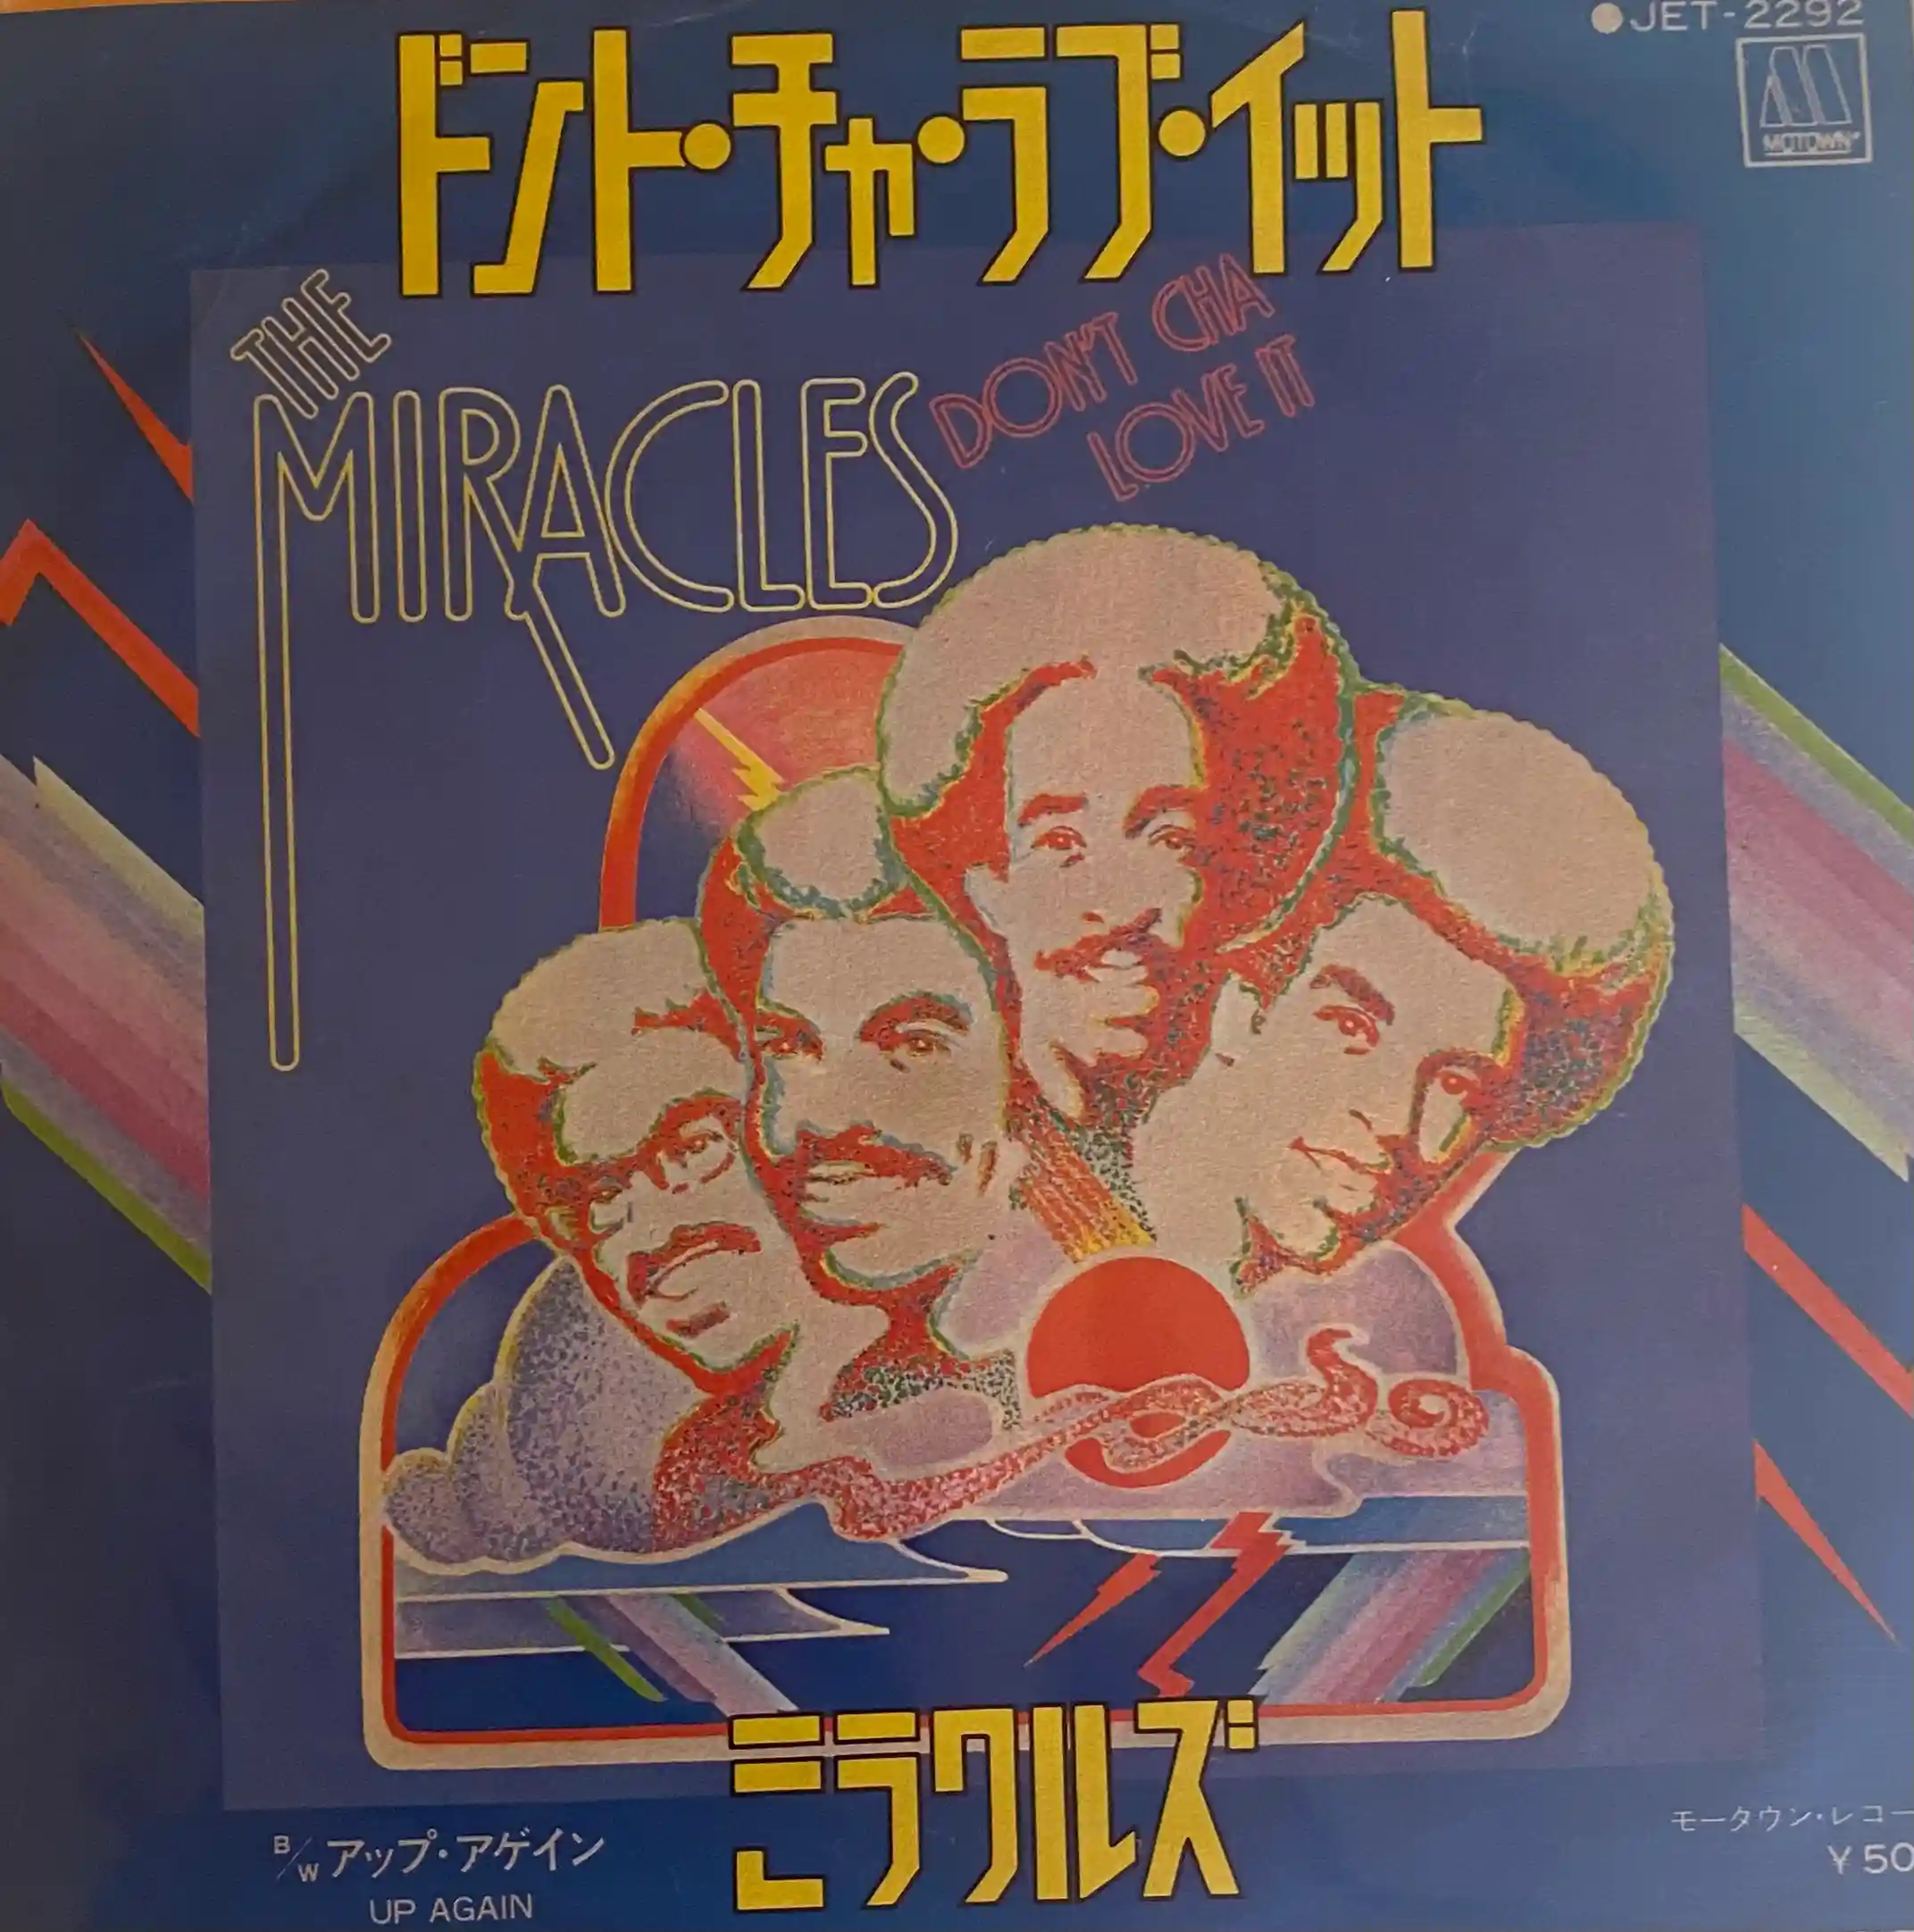 ●JET-2292
MOTOWN
ドント・チャ・ラブ・イット
THE
MIRACLES
DON'T CHA
LOVE IT
ミラクルズ
B/W アップ・アゲイン
UP AGAIN
モータウン・レコー
¥50